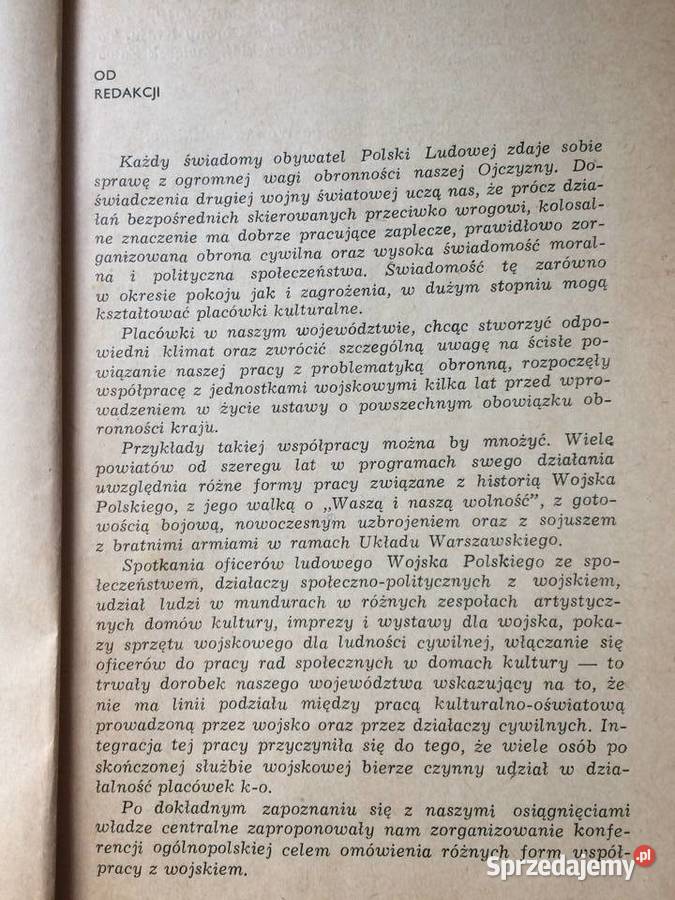 OD
REDAKCJI
Każdy świadomy obywatel Polski Ludowej zdaje sobie
sprawę z ogromnej wagi obronności naszej Ojczyzny. Do-
świadczenia drugiej wojny światowej uczą nas, że prócz dzia-
łań bezpośrednich skierowanych przeciwko wrogowi, kolosal-
ne znaczenie ma dobrze pracujące zaplecze, prawidłowo zor-
ganizowana obrona cywilna oraz wysoka świadomość moral-
na i polityczna społeczeństwa. Świadomość tę zarówno
w okresie pokoju jak i zagrożenia, w dużym stopniu mogą
kształtować placówki kulturalne.
Placówki w naszym województwie, chcąc stworzyć odpo-
wiedni klimat oraz zwrócić szczególną uwagę na ścisłe po-
wiązanie naszej pracy z problematyką obronną, rozpoczęły
współpracę z jednostkami wojskowymi kilka lat przed wpro-
wadzeniem w życie ustawy o powszechnym obowiązku ob-
ronności kraju.
Przykłady takiej współpracy można by mnożyć. Wiele
powiatów od szeregu lat w programach swego działania
uwzględnia różne formy pracy związane z historią Wojska
Polskiego, z jego walką o „Waszą i naszą wolność”, z goto-
wością bojową, nowoczesnym uzbrojeniem oraz z sojuszem
z bratnimi armiami w ramach Układu Warszawskiego.
Spotkania oficerów ludowego Wojska Polskiego ze spo-
łeczeństwem, działaczy społeczno-politycznych z wojskiem,
udział ludzi w mundurach w różnych zespołach artystycz-
nych domów kultury, imprezy i wystawy dla wojska, poka-
zy sprzętu wojskowego dla ludności cywilnej, włączanie się
oficerów do pracy rad społecznych w domach kultury — to
trwały dorobek naszego województwa wskazujący na to, że
nie ma linii podziału między pracą kulturalno-oświatową
prowadzoną przez wojsko oraz przez działaczy cywilnych. In-
tegracja tej pracy przyczyniła się do tego, że wiele osób po
skończonej służbie wojskowej bierze czynny udział w dzia-
łalność placówek k-o.
Po dokładnym zapoznaniu się z naszymi osiągnięciami
władze centralne zaproponowały nam zorganizowanie konfe-
rencji ogólnopolskiej celem omówienia różnych form współ-
pracy z wojskiem.
Sprzedajemy.pl